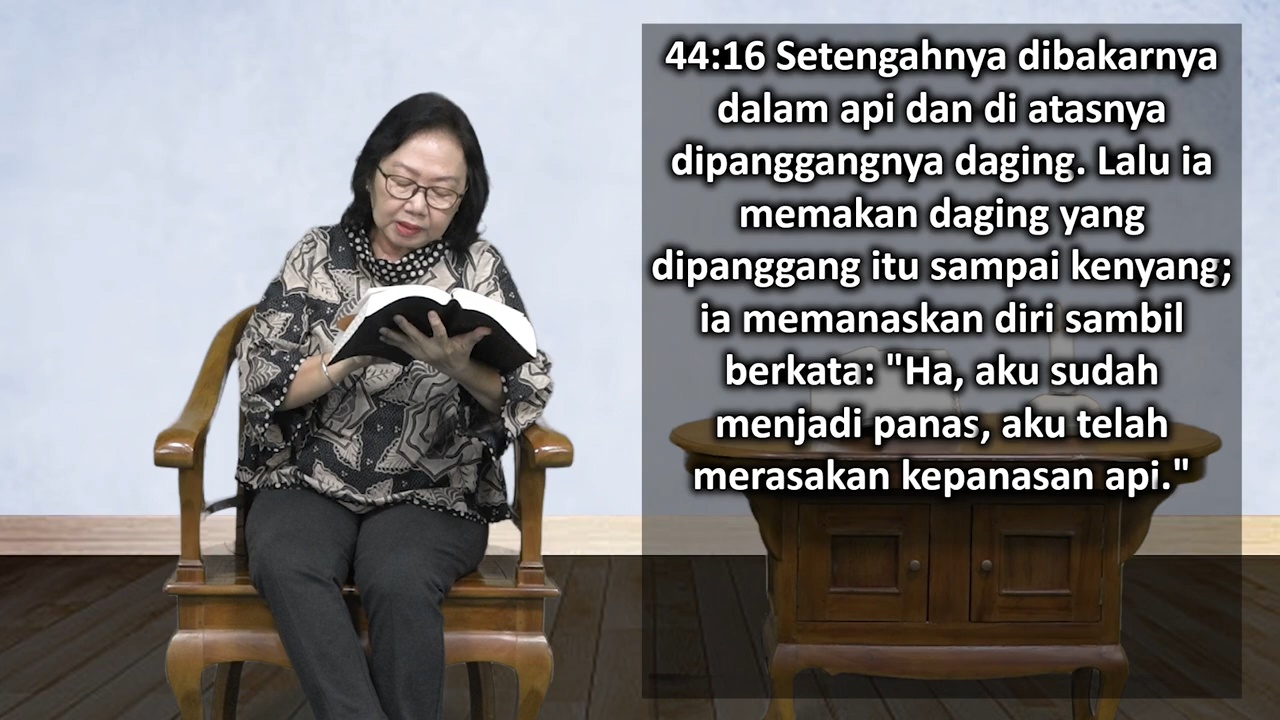 44:16 Setengahnya dibakarnya
dalam api dan di atasnya
dipanggangnya daging. Lalu ia
memakan daging yang
dipanggang itu sampai kenyang;
ia memanaskan diri sambil
berkata: "Ha, aku sudah
menjadi panas, aku telah
merasakan kepanasan api."